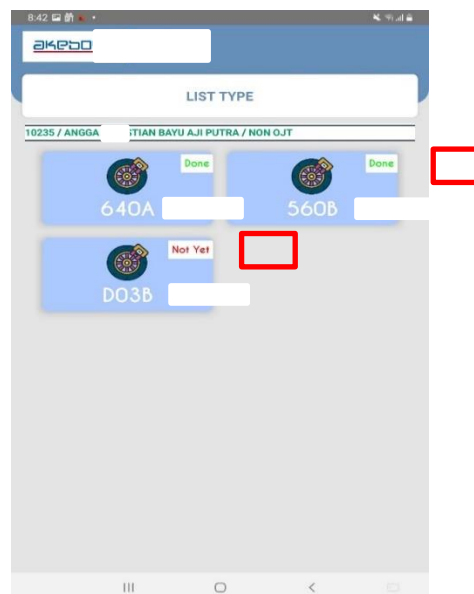 8:42
akebo
LIST TYPE
10235 / ANGGA STIAN BAYU AJI PUTRA / NON OJT
Done
Done
640A
560B
Not Yet
D03B